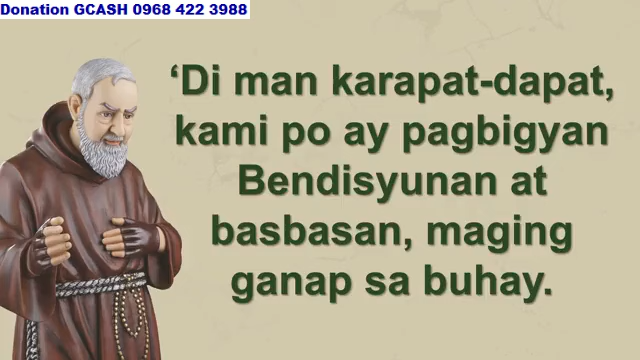 Donation GCASH 0968 422 3988
‘Di man karapat-dapat,
kami po ay pagbigyan
Bendisyunan at
basbasan, maging
ganap sa buhay.